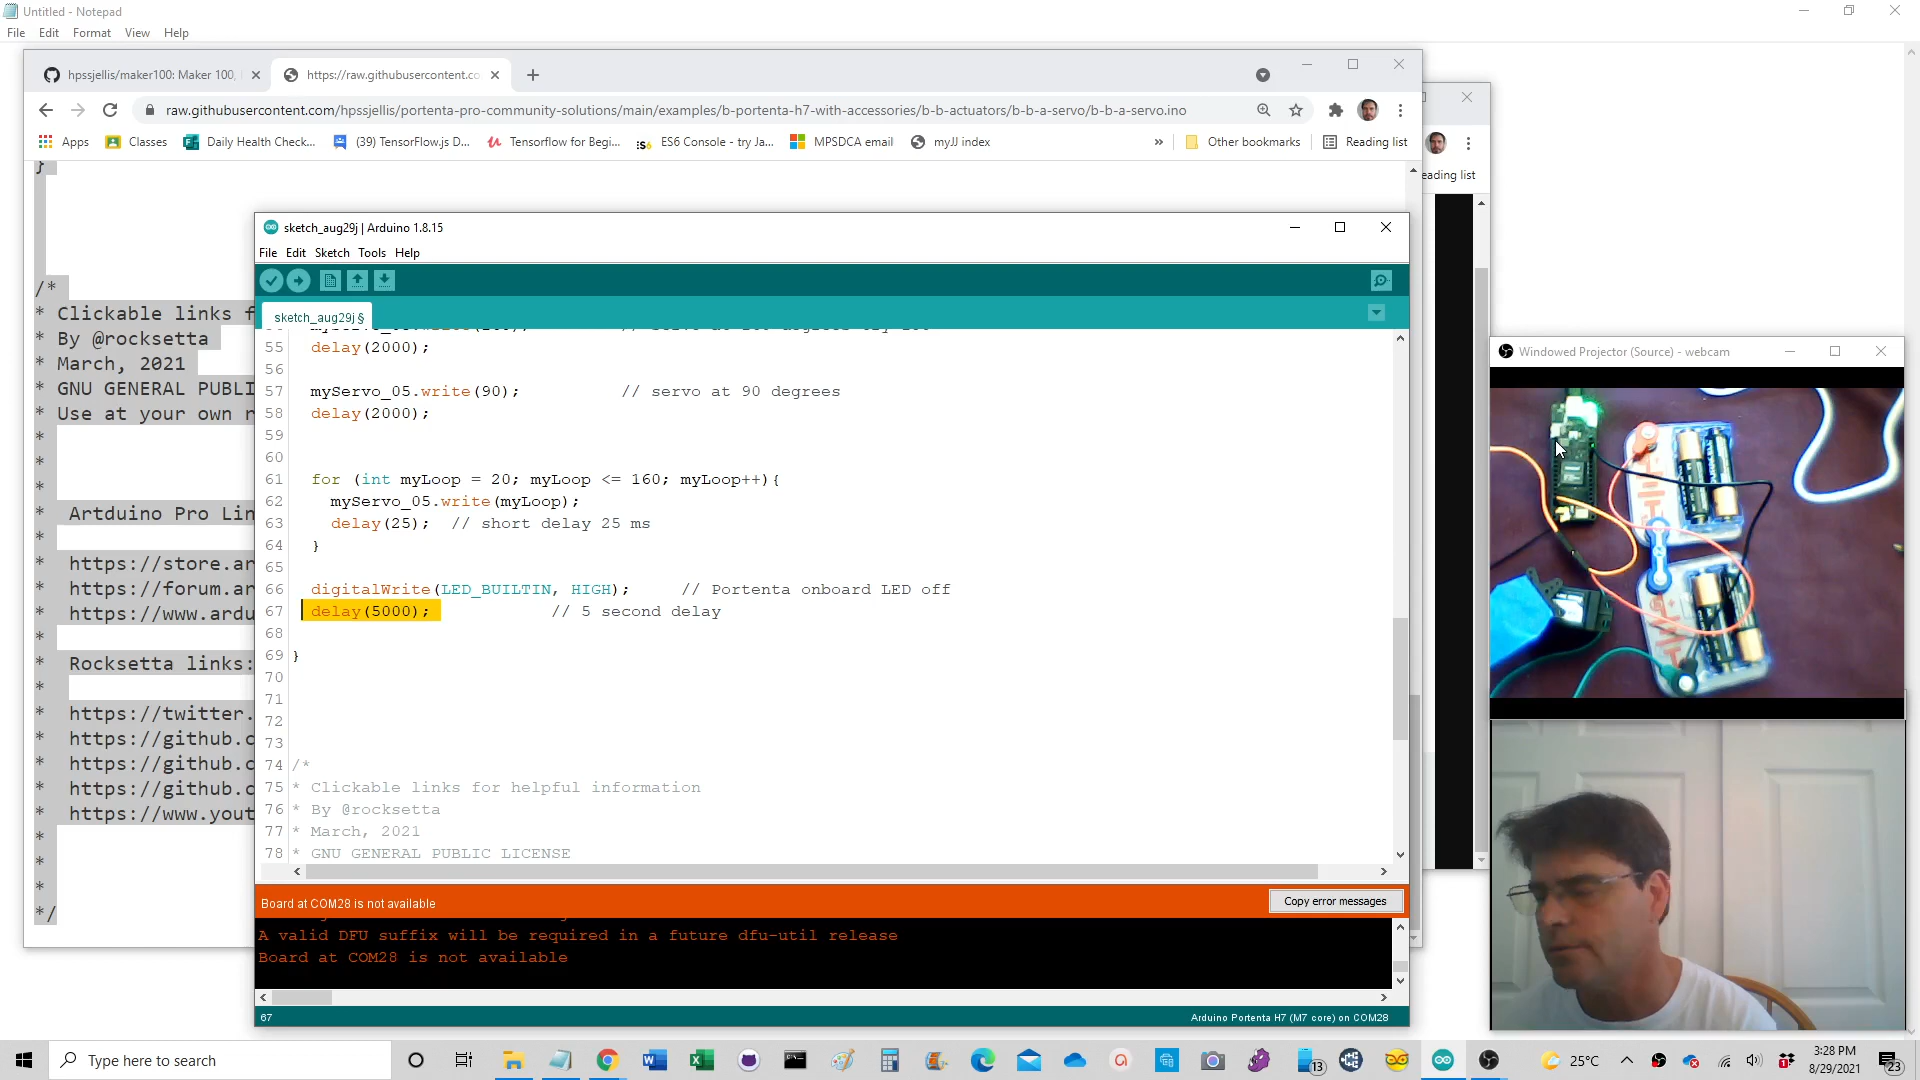 Untitled - Notepad
File Edit Format View Help
hpssjellis/maker100: Maker 100,
https://raw.githubusercontent.co
raw.githubusercontent.com/hpssjellis/portenta-pro-community-solutions/main/examples/b-portenta-h7-with-accessories/b-b-actuators/b-b-a-servo/b-b-a-servo.ino
Apps Classes Daily Health Check... (39) TensorFlow.js D... Tensorflow for Begi... ES6 Console - try Ja... MPSDCA email myJJ index » Other bookmarks Reading list
eading list
}
/*
* Clickable links f
* By @rocksetta
* March, 2021
* GNU GENERAL PUBLI
* Use at your own r
*
*
*
* Artduino Pro Lin
*
* https://store.ar
* https://forum.ar
* https://www.ardu
*
* Rocksetta links:
*
* https://twitter.
* https://github.c
* https://github.c
* https://github.c
* https://www.yout
*
*
*
*/
sketch_aug29j | Arduino 1.8.15
File Edit Sketch Tools Help
sketch_aug29j §
55 delay(2000);
56
57 myServo_05.write(90); // servo at 90 degrees
58 delay(2000);
59
60
61 for (int myLoop = 20; myLoop <= 160; myLoop++){
62 myServo_05.write(myLoop);
63 delay(25); // short delay 25 ms
64 }
65
66 digitalWrite(LED_BUILTIN, HIGH); // Portenta onboard LED off
67 delay(5000); // 5 second delay
68
69 }
70
71
72
73
74 /*
75 * Clickable links for helpful information
76 * By @rocksetta
77 * March, 2021
78 * GNU GENERAL PUBLIC LICENSE
Board at COM28 is not available
Copy error messages
A valid DFU suffix will be required in a future dfu-util release
Board at COM28 is not available
67
Arduino Portenta H7 (M7 core) on COM28
Windowed Projector (Source) - webcam
Type here to search
13
25°C
3:28 PM
8/29/2021
23